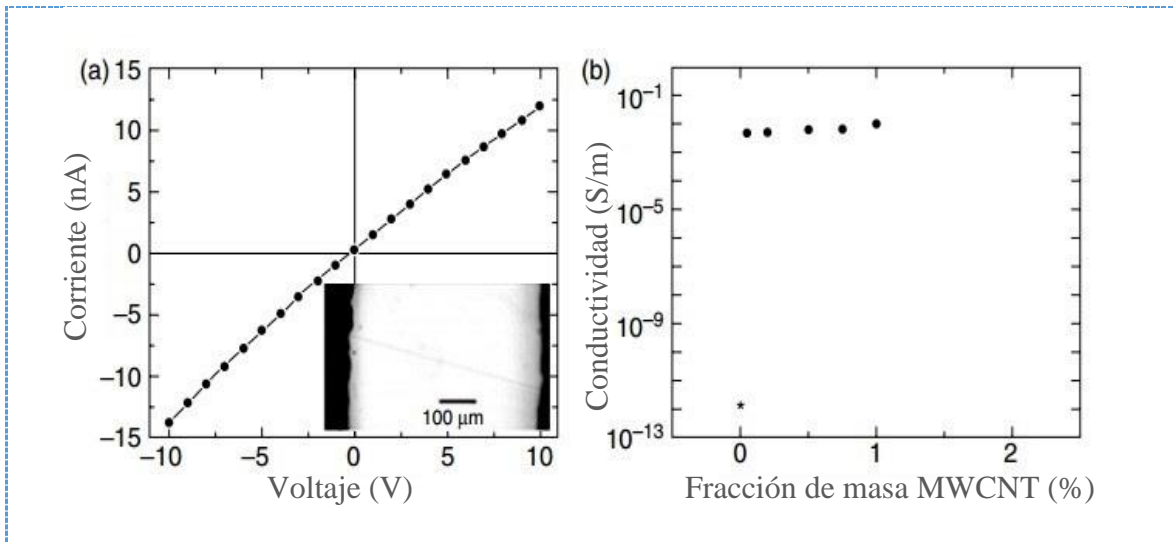 (a)
15
10
5
0
−5
−10
−15
Corriente (nA)
100 µm
−10 −5 0 5 10
Voltaje (V)
(b)
10⁻¹
10⁻⁵
10⁻⁹
10⁻¹³
Conductividad (S/m)
*
0 1 2
Fracción de masa MWCNT (%)